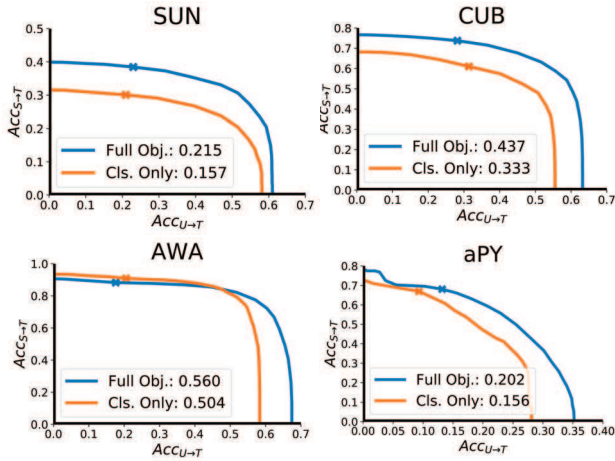 SUN
0.5
0.4
0.3
0.2
0.1
0.0
Acc_{S→T}
Full Obj.: 0.215
Cls. Only: 0.157
0.0 0.1 0.2 0.3 0.4 0.5 0.6 0.7
Acc_{U→T}
CUB
0.8
0.7
0.6
0.5
0.4
0.3
0.2
0.1
0.0
Acc_{S→T}
Full Obj.: 0.437
Cls. Only: 0.333
0.0 0.1 0.2 0.3 0.4 0.5 0.6 0.7
Acc_{U→T}
AWA
1.0
0.8
0.6
0.4
0.2
0.0
Acc_{S→T}
Full Obj.: 0.560
Cls. Only: 0.504
0.0 0.1 0.2 0.3 0.4 0.5 0.6 0.7
Acc_{U→T}
aPY
0.8
0.7
0.6
0.5
0.4
0.3
0.2
0.1
0.0
Acc_{S→T}
Full Obj.: 0.202
Cls. Only: 0.156
0.00 0.05 0.10 0.15 0.20 0.25 0.30 0.35 0.40
Acc_{U→T}